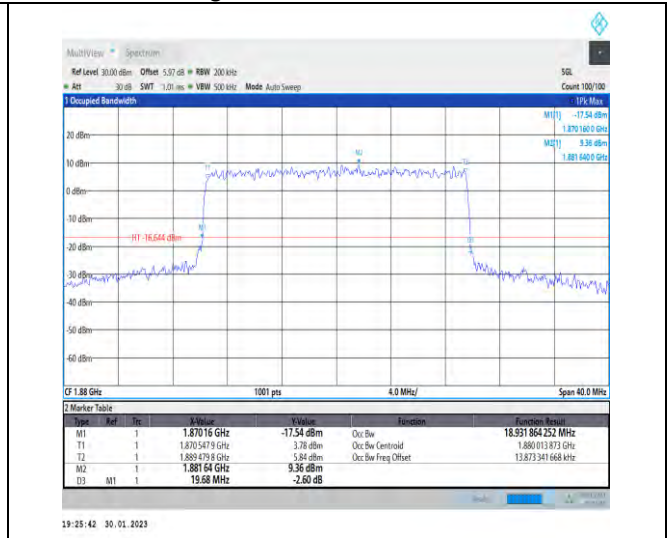 MultiView Spectrum
Ref Level 30.00 dBm Offset 5.97 dB RBW 200 kHz SGL
Att 30 dB SWT 1.01 ms VBW 500 kHz Mode Auto Sweep Count 100/100
1 Occupied Bandwidth 1Pk Max
M1[1] -17.54 dBm
1.870 160 0 GHz
M2[1] 9.36 dBm
1.881 640 0 GHz
20 dBm
M2
T1 T2
10 dBm
0 dBm
-10 dBm
M1
H1 -16.644 dBm
D3
-20 dBm
-30 dBm
-40 dBm
-50 dBm
-60 dBm
CF 1.88 GHz 1001 pts 4.0 MHz/ Span 40.0 MHz
2 Marker Table
Type Ref Trc X-Value Y-Value Function Function Result
M1 1 1.87016 GHz -17.54 dBm Occ Bw 18.931 864 252 MHz
T1 1 1.870 547 9 GHz 3.78 dBm Occ Bw Centroid 1.880 013 873 GHz
T2 1 1.889 479 8 GHz 5.84 dBm Occ Bw Freq Offset 13.873 341 668 kHz
M2 1 1.881 64 GHz 9.36 dBm
D3 M1 1 19.68 MHz -2.60 dB
19:25:42 30.01.2023